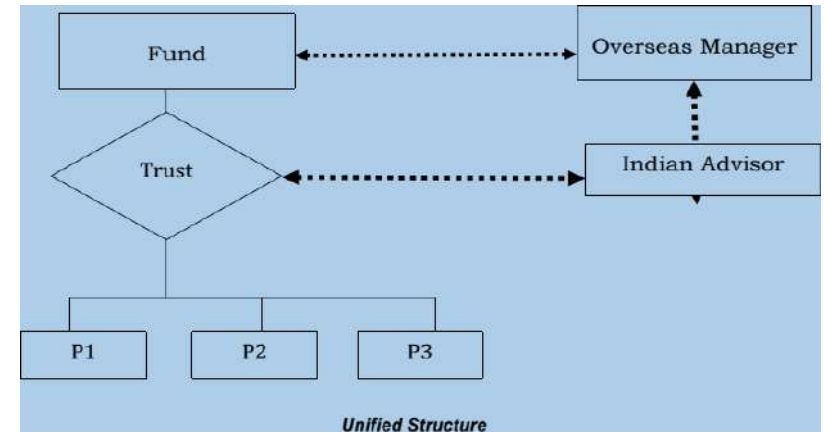 Fund
Overseas Manager
Trust
Indian Advisor
P1
P2
P3
Unified Structure